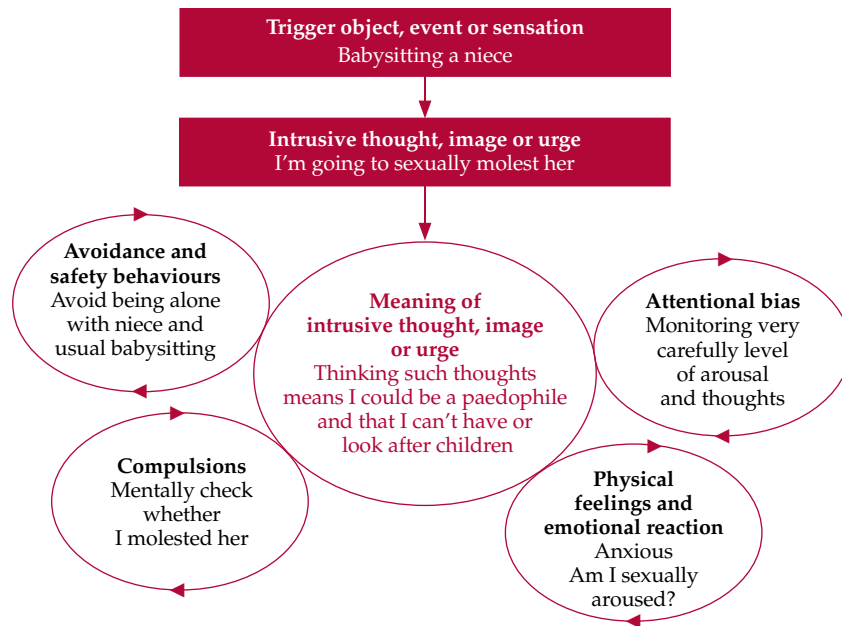 Trigger object, event or sensation
Babysitting a niece
Intrusive thought, image or urge
I'm going to sexually molest her
Avoidance and
safety behaviours
Avoid being alone
with niece and
usual babysitting
Meaning of
intrusive thought, image
or urge
Thinking such thoughts
means I could be a paedophile
and that I can't have or
look after children
Attentional bias
Monitoring very
carefully level
of arousal
and thoughts
Compulsions
Mentally check
whether
I molested her
Physical
feelings and
emotional reaction
Anxious
Am I sexually
aroused?